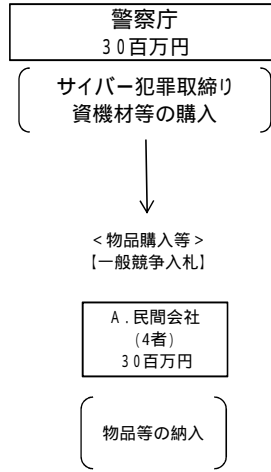 警察庁
30百万円
サイバー犯罪取締り
資機材等の購入
<物品購入等>
【一般競争入札】
A.民間会社
(4者)
30百万円
物品等の納入